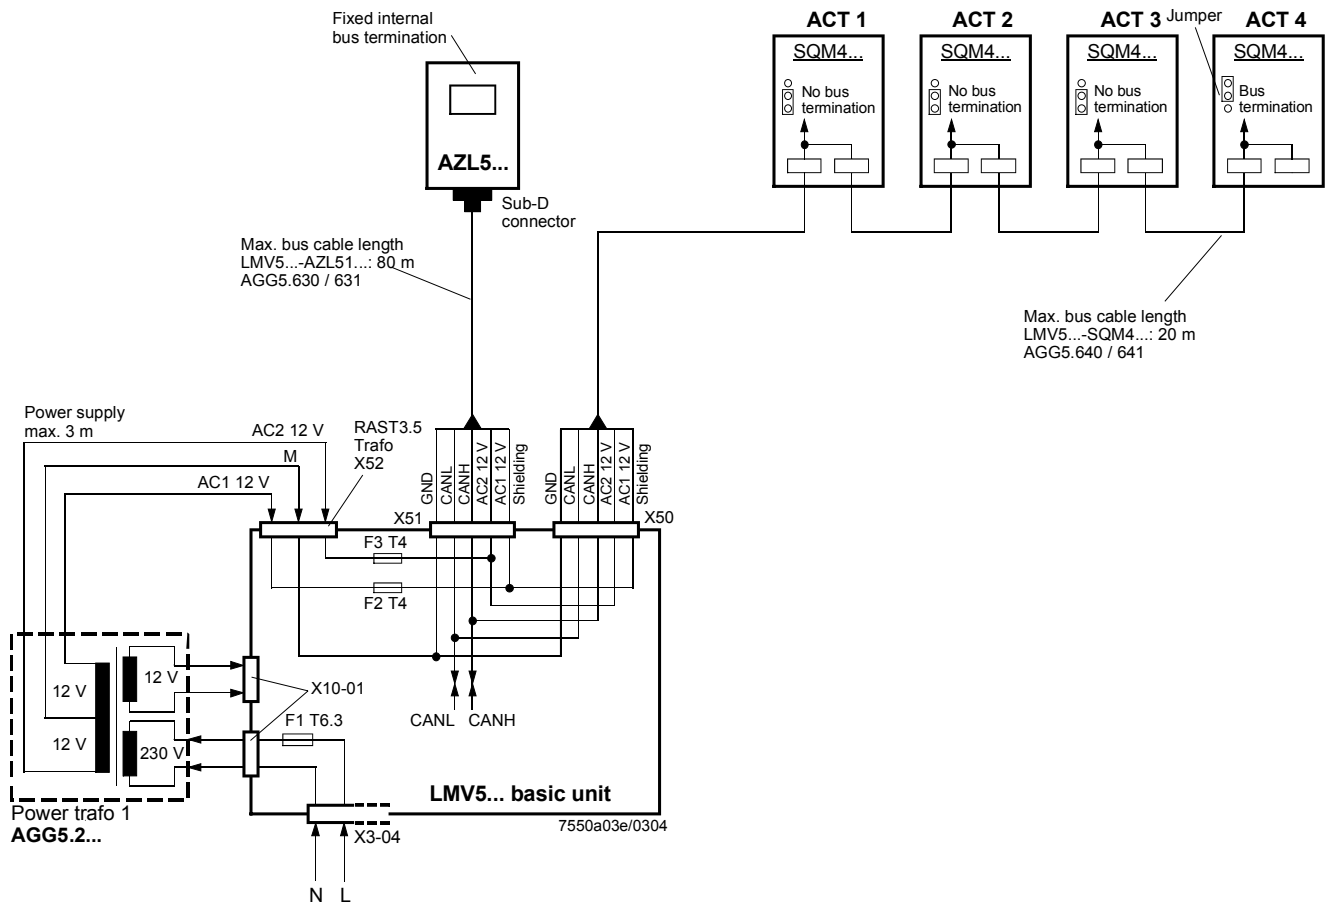 Fixed internal
bus termination
AZL5...
Sub-D
connector
Max. bus cable length
LMV5...-AZL51...: 80 m
AGG5.630 / 631
ACT 1
ACT 2
ACT 3
Jumper
ACT 4
SQM4...
No bus
termination
SQM4...
No bus
termination
SQM4...
No bus
termination
SQM4...
Bus
termination
Max. bus cable length
LMV5...-SQM4...: 20 m
AGG5.640 / 641
Power supply
max. 3 m
AC2 12 V
M
AC1 12 V
RAST3.5
Trafo
X52
GND
CANL
CANH
AC2 12 V
AC1 12 V
Shielding
GND
CANL
CANH
AC2 12 V
AC1 12 V
Shielding
X51
X50
F3 T4
F2 T4
12 V
12 V
12 V
230 V
X10-01
F1 T6.3
CANL
CANH
LMV5... basic unit
7550a03e/0304
Power trafo 1
AGG5.2...
X3-04
N
L